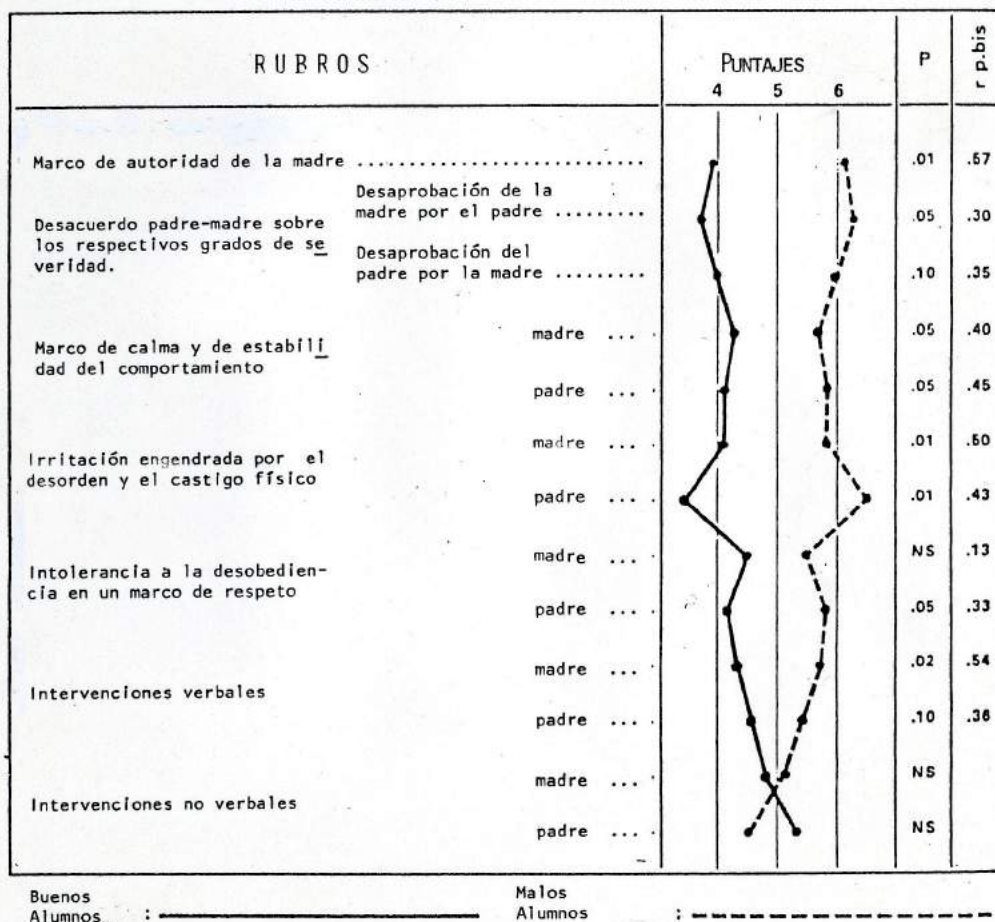 RUBROS
PUNTAJES
4 5 6
P
r p.bis
Marco de autoridad de la madre ........................ .01 .57
Desaprobación de la
madre por el padre ......... .05 .30
Desacuerdo padre-madre sobre
los respectivos grados de se
veridad.
Desaprobación del
padre por la madre ......... .10 .35
Marco de calma y de estabili
dad del comportamiento
madre ... .05 .40
padre ... .05 .45
Irritación engendrada por el
desorden y el castigo físico
madre ... .01 .60
padre ... .01 .43
Intolerancia a la desobedien-
cia en un marco de respeto
madre ... NS .13
padre ... .05 .33
Intervenciones verbales
madre ... .02 .54
padre ... .10 .36
Intervenciones no verbales
madre ... NS
padre ... NS
Buenos
Alumnos :
Malos
Alumnos :